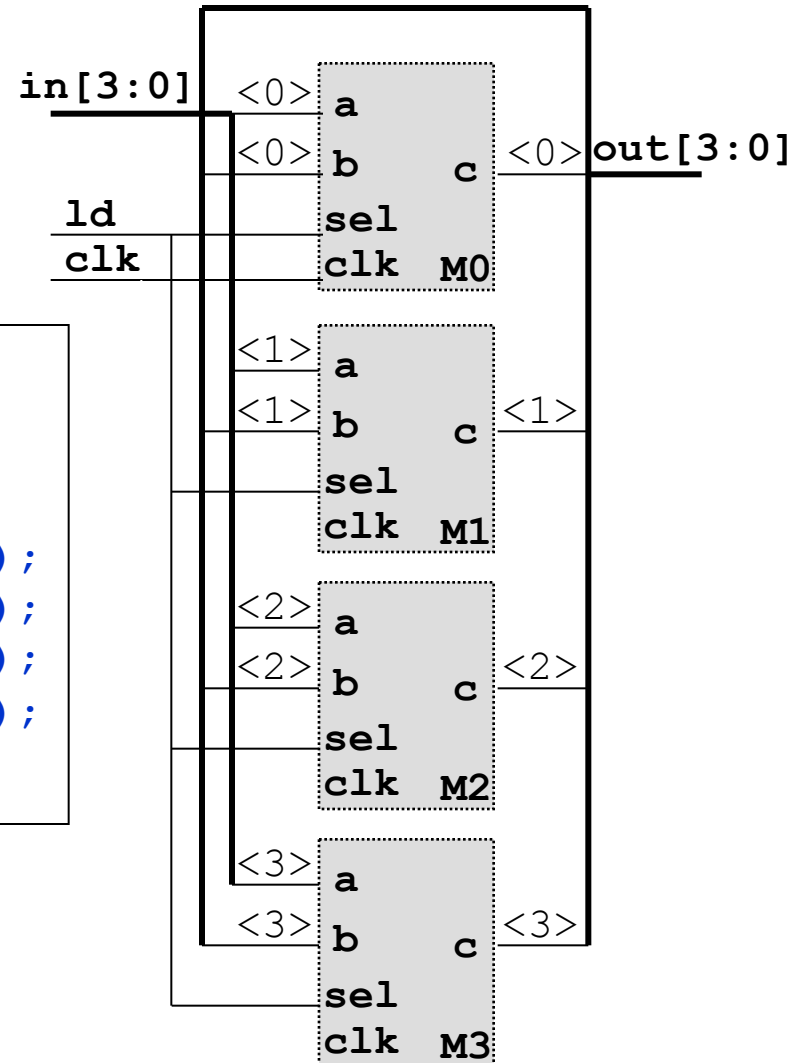 in[3:0]
<0> a
<0> b c <0> out[3:0]
ld sel
clk clk M0
<1> a
<1> b c <1>
sel
clk M1
);
);
);
);
<2> a
<2> b c <2>
sel
clk M2
<3> a
<3> b c <3>
sel
clk M3